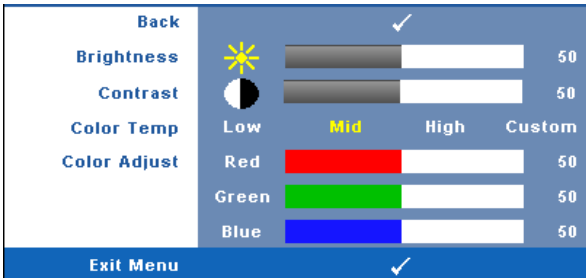 Back
Brightness 50
Contrast 50
Color Temp Low Mid High Custom
Color Adjust Red 50
Green 50
Blue 50
Exit Menu